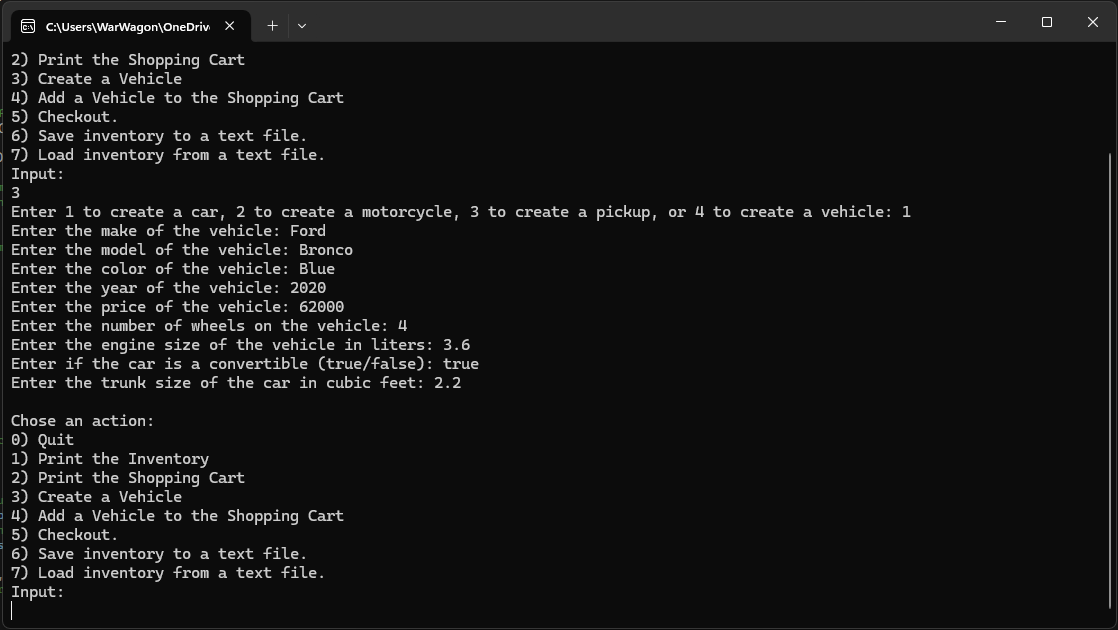 C:\Users\WarWagon\OneDriv
2) Print the Shopping Cart
3) Create a Vehicle
4) Add a Vehicle to the Shopping Cart
5) Checkout.
6) Save inventory to a text file.
7) Load inventory from a text file.
Input:
3
Enter 1 to create a car, 2 to create a motorcycle, 3 to create a pickup, or 4 to create a vehicle: 1
Enter the make of the vehicle: Ford
Enter the model of the vehicle: Bronco
Enter the color of the vehicle: Blue
Enter the year of the vehicle: 2020
Enter the price of the vehicle: 62000
Enter the number of wheels on the vehicle: 4
Enter the engine size of the vehicle in liters: 3.6
Enter if the car is a convertible (true/false): true
Enter the trunk size of the car in cubic feet: 2.2
Chose an action:
0) Quit
1) Print the Inventory
2) Print the Shopping Cart
3) Create a Vehicle
4) Add a Vehicle to the Shopping Cart
5) Checkout.
6) Save inventory to a text file.
7) Load inventory from a text file.
Input: